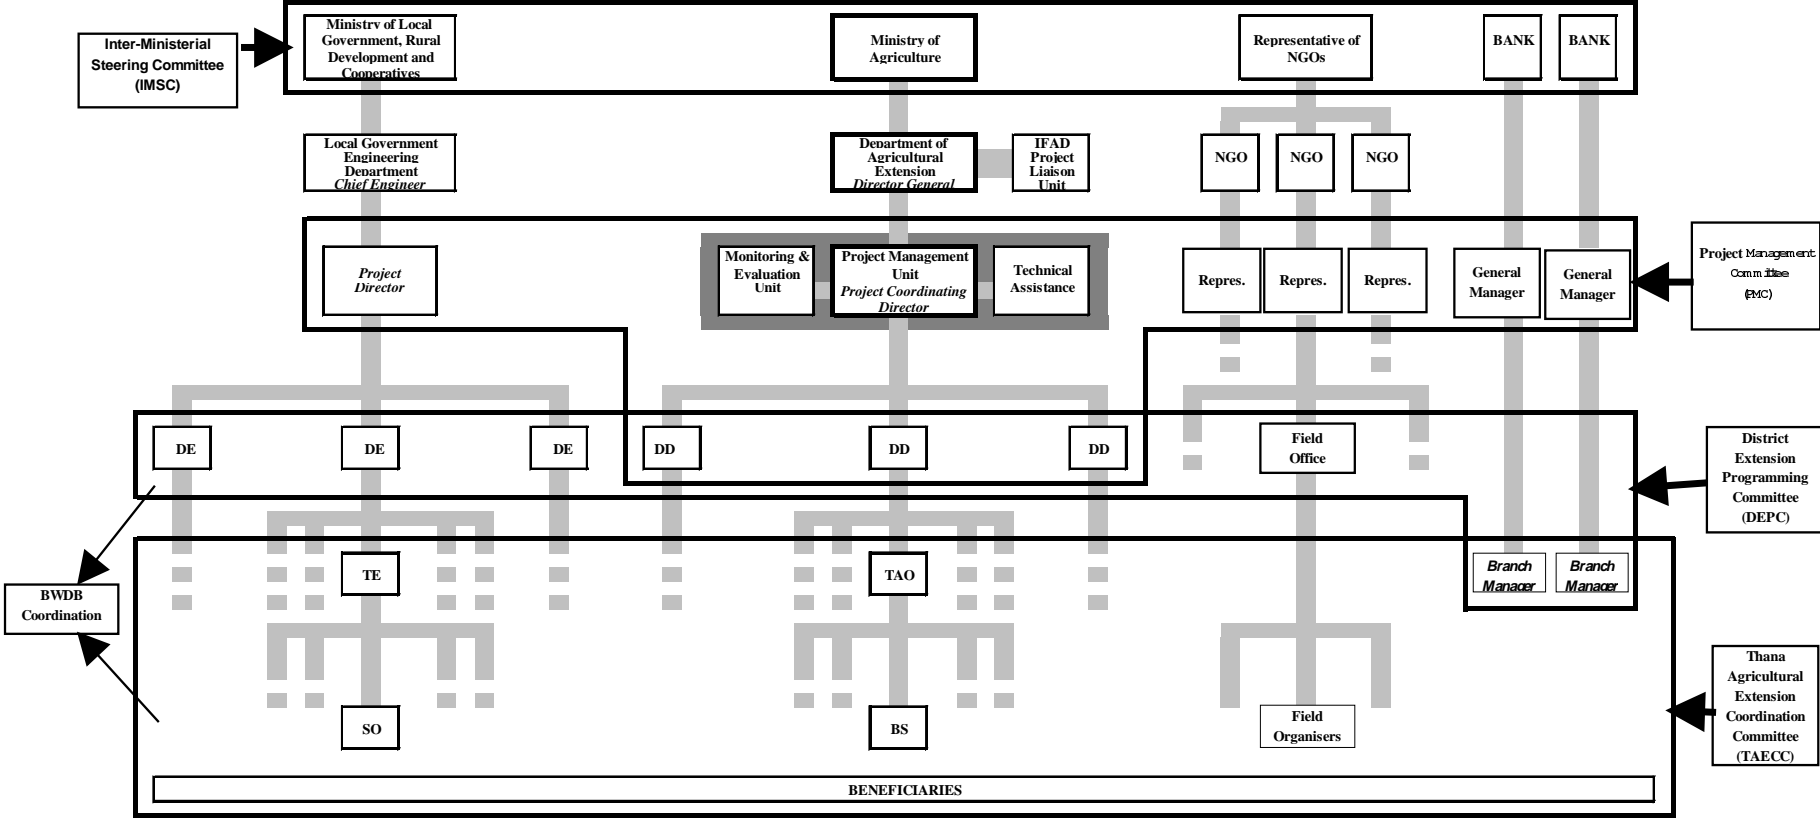 Inter-Ministerial
Steering Committee
(IMSC)
Ministry of Local
Government, Rural
Development and
Cooperatives
Ministry of
Agriculture
Representative of
NGOs
BANK
BANK
Local Government
Engineering
Department
Chief Engineer
Department of
Agricultural
Extension
Director General
IFAD
Project
Liaison
Unit
NGO
NGO
NGO
Project
Director
Monitoring &
Evaluation
Unit
Project Management
Unit
Project Coordinating
Director
Technical
Assistance
Repres.
Repres.
Repres.
General
Manager
General
Manager
Project Management
Committee
(PMC)
DE
DE
DE
DD
DD
DD
Field
Office
District
Extension
Programming
Committee
(DEPC)
TE
TAO
Branch
Manager
Branch
Manager
BWDB
Coordination
SO
BS
Field
Organisers
Thana
Agricultural
Extension
Coordination
Committee
(TAECC)
BENEFICIARIES